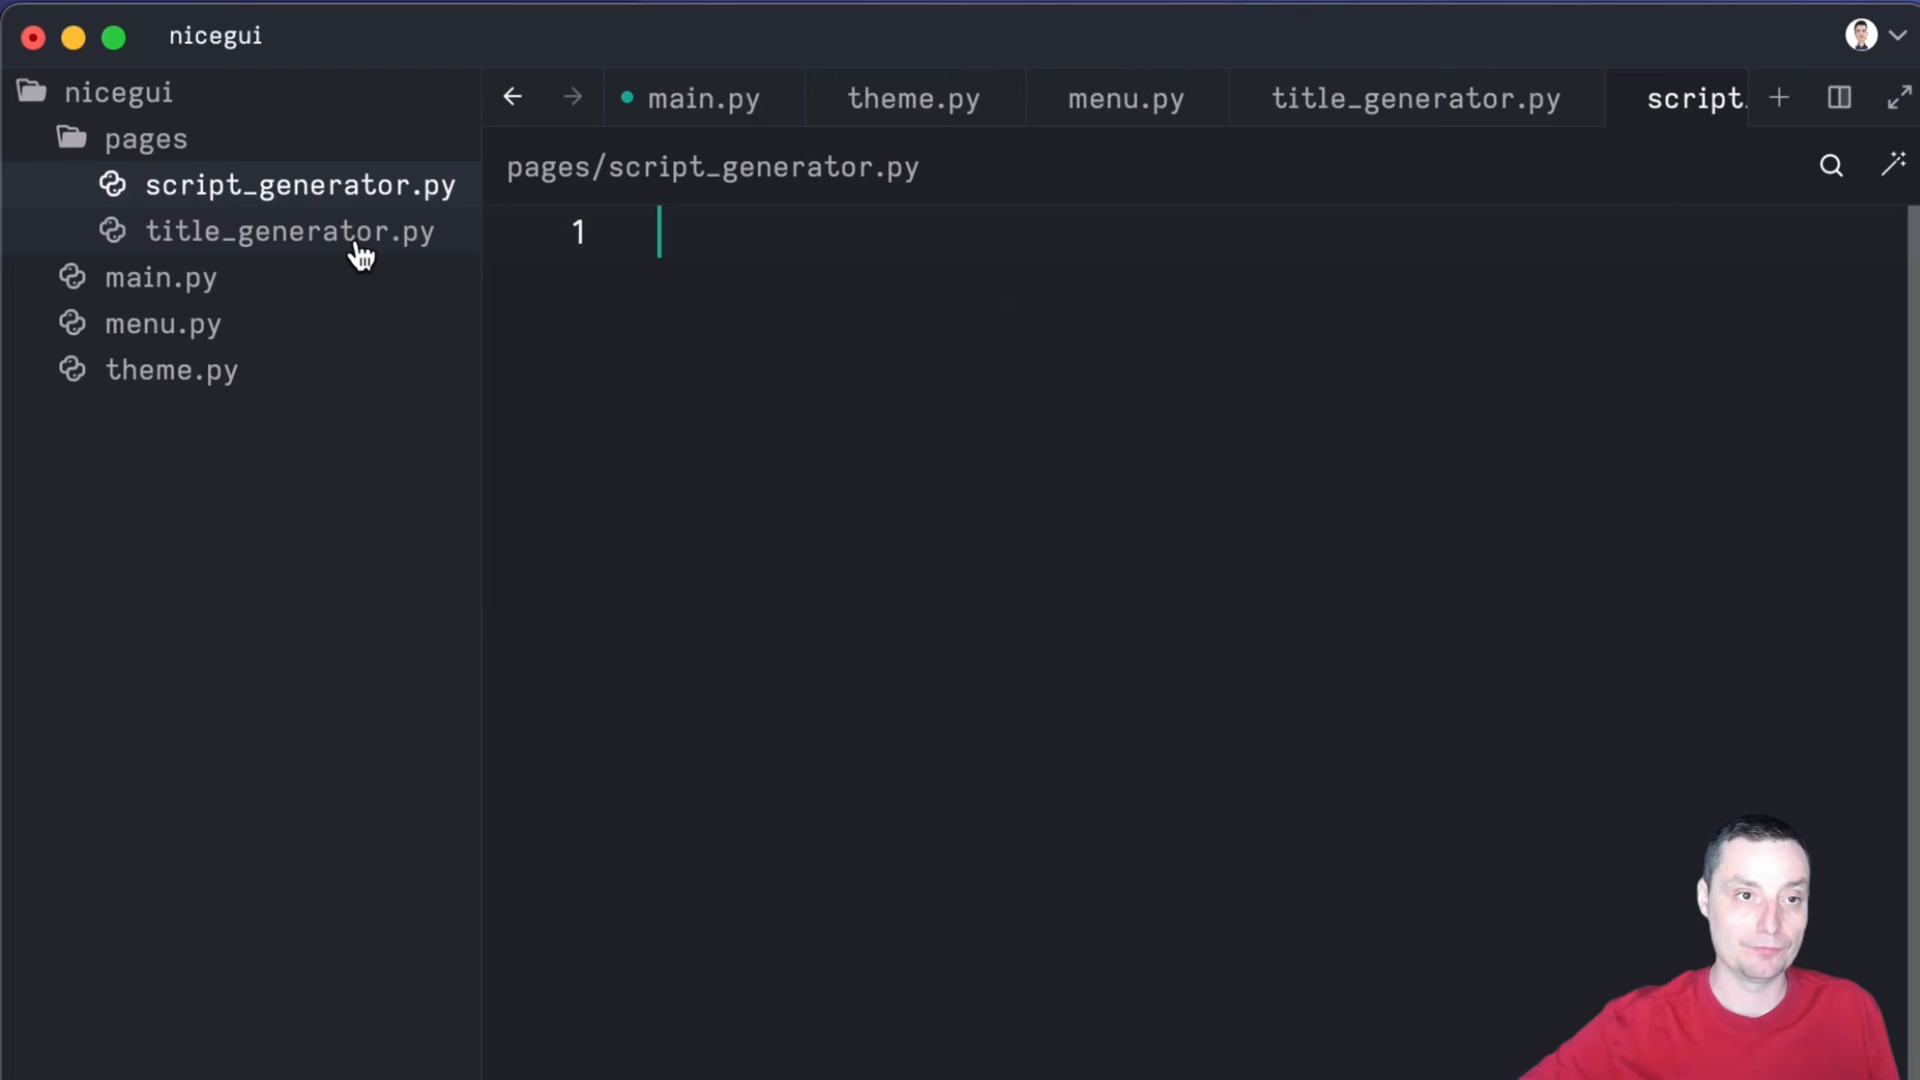 nicegui
nicegui
pages
script_generator.py
title_generator.py
main.py
menu.py
theme.py
main.py
theme.py
menu.py
title_generator.py
script.
pages/script_generator.py
1